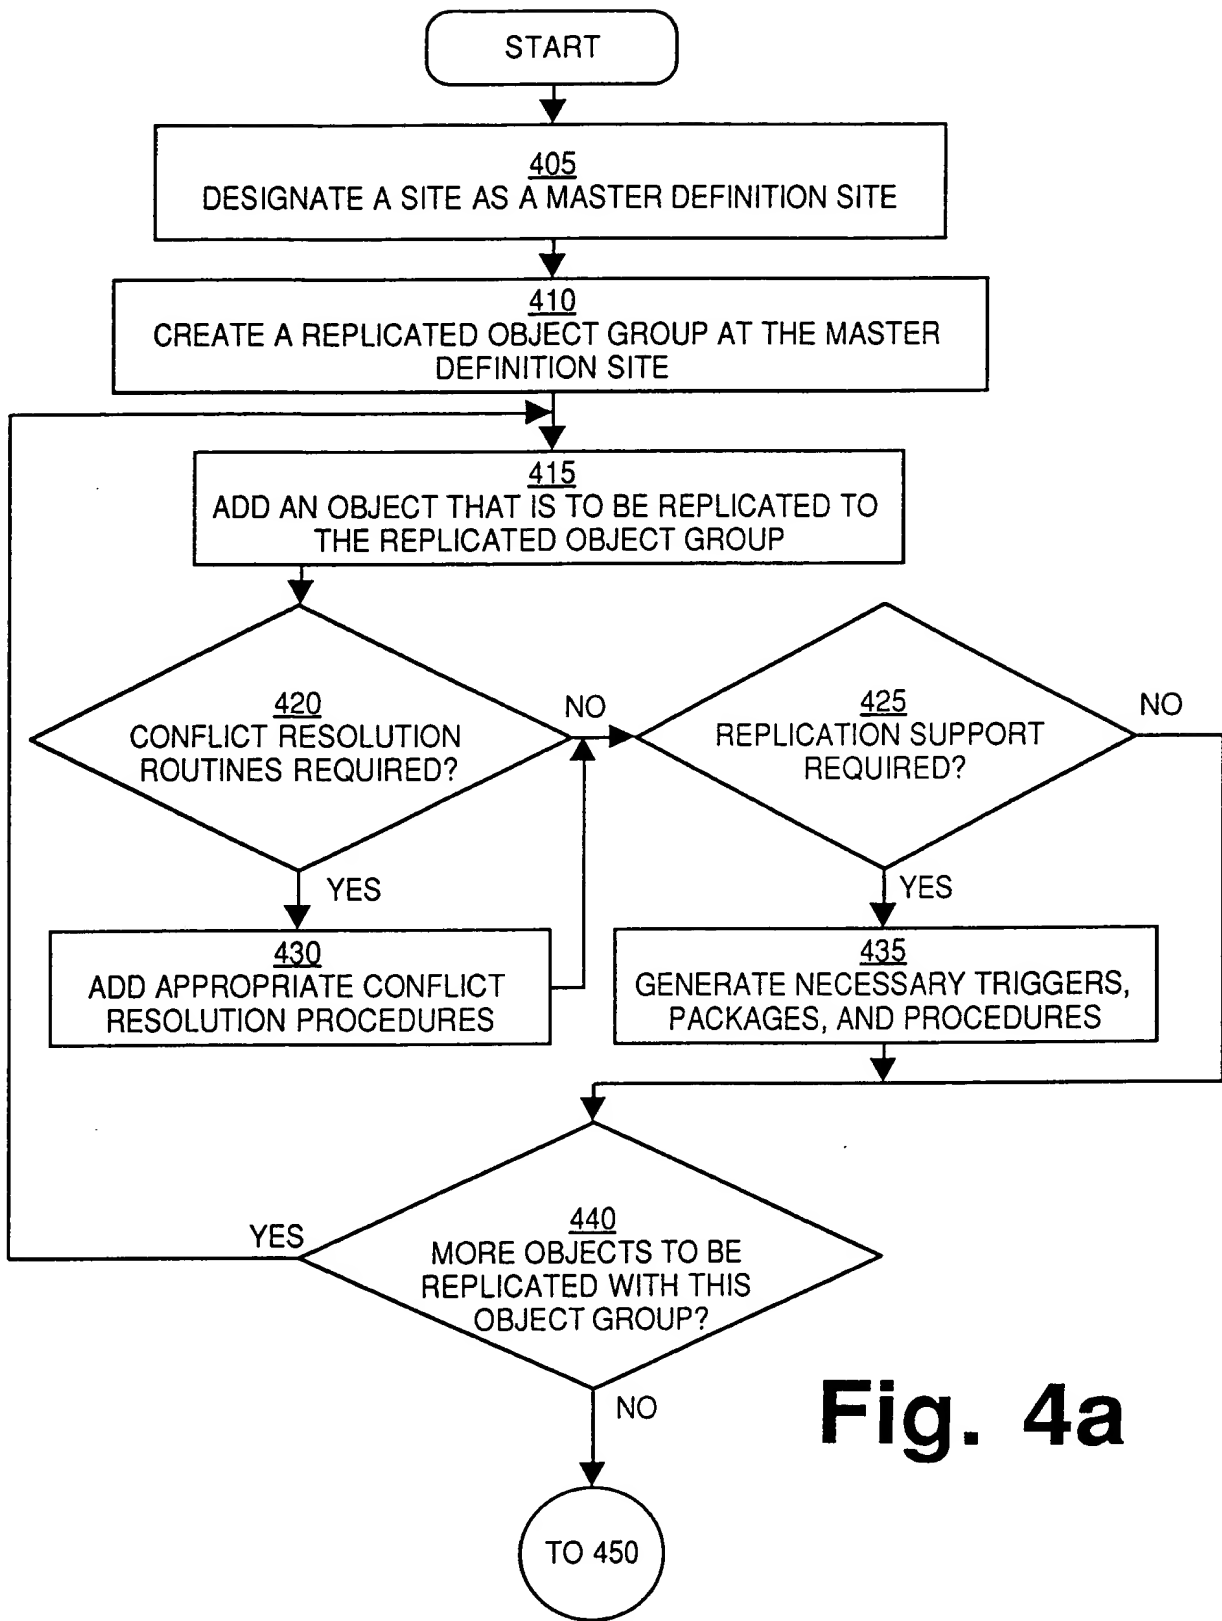 START
405
DESIGNATE A SITE AS A MASTER DEFINITION SITE
410
CREATE A REPLICATED OBJECT GROUP AT THE MASTER
DEFINITION SITE
415
ADD AN OBJECT THAT IS TO BE REPLICATED TO
THE REPLICATED OBJECT GROUP
420
CONFLICT RESOLUTION
ROUTINES REQUIRED?
NO
425
REPLICATION SUPPORT
REQUIRED?
NO
YES
YES
430
ADD APPROPRIATE CONFLICT
RESOLUTION PROCEDURES
435
GENERATE NECESSARY TRIGGERS,
PACKAGES, AND PROCEDURES
YES
440
MORE OBJECTS TO BE
REPLICATED WITH THIS
OBJECT GROUP?
NO
Fig. 4a
TO 450